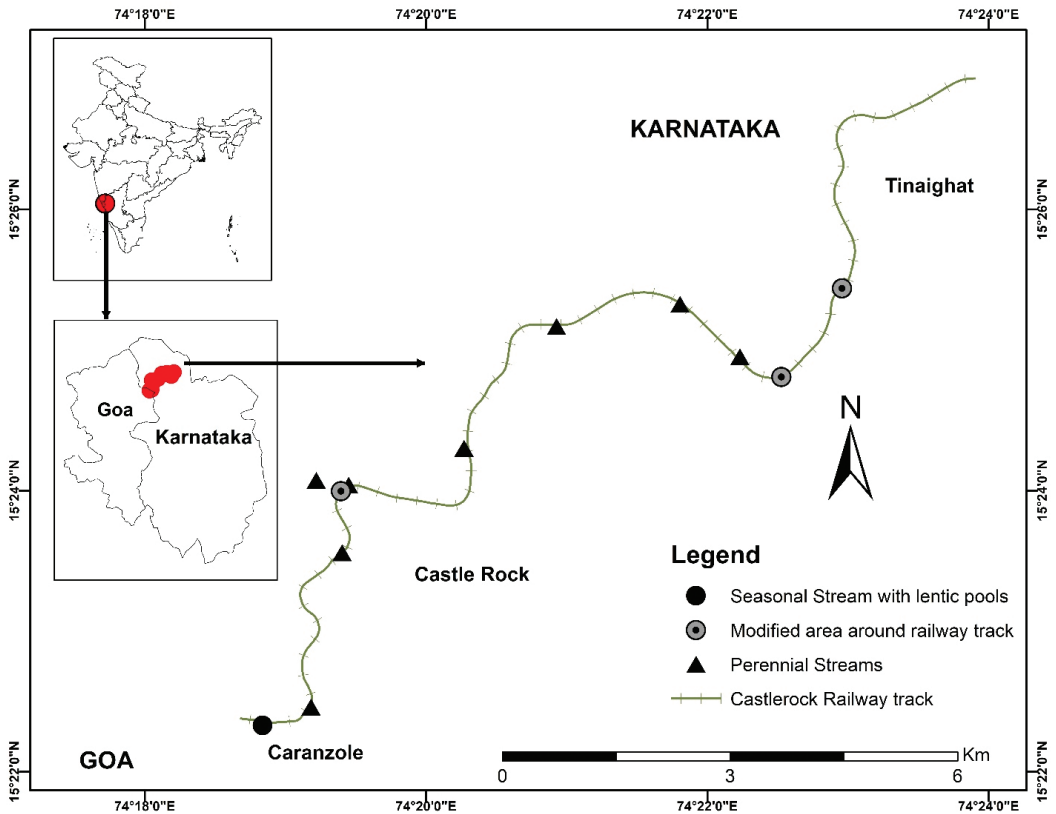 74°18'0"E
74°20'0"E
74°22'0"E
74°24'0"E
KARNATAKA
Tinaighat
15°26'0"N
15°26'0"N
Goa
Karnataka
N
15°24'0"N
15°24'0"N
Castle Rock
Legend
Seasonal Stream with lentic pools
Modified area around railway track
Perennial Streams
Castlerock Railway track
Caranzole
GOA
Km
0 3 6
15°22'0"N
15°22'0"N
74°18'0"E
74°20'0"E
74°22'0"E
74°24'0"E